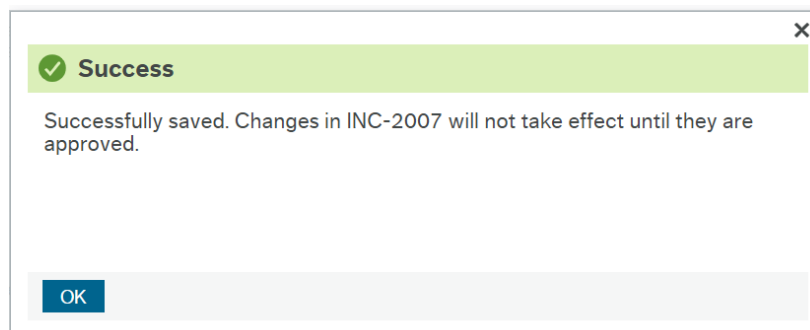 Success
Successfully saved. Changes in INC-2007 will not take effect until they are
approved.
OK